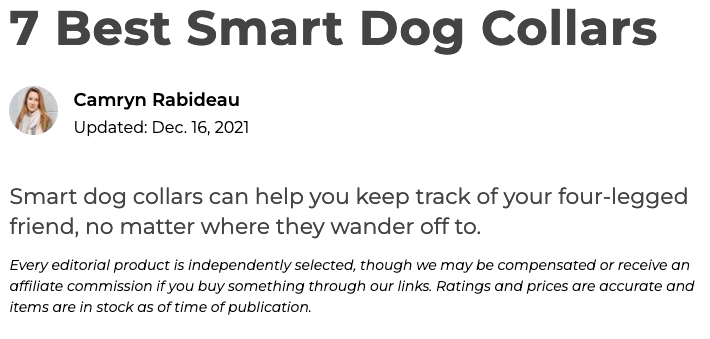 7 Best Smart Dog Collars
Camryn Rabideau
Updated: Dec. 16, 2021
Smart dog collars can help you keep track of your four-legged
friend, no matter where they wander off to.
Every editorial product is independently selected, though we may be compensated or receive an
affiliate commission if you buy something through our links. Ratings and prices are accurate and
items are in stock as of time of publication.